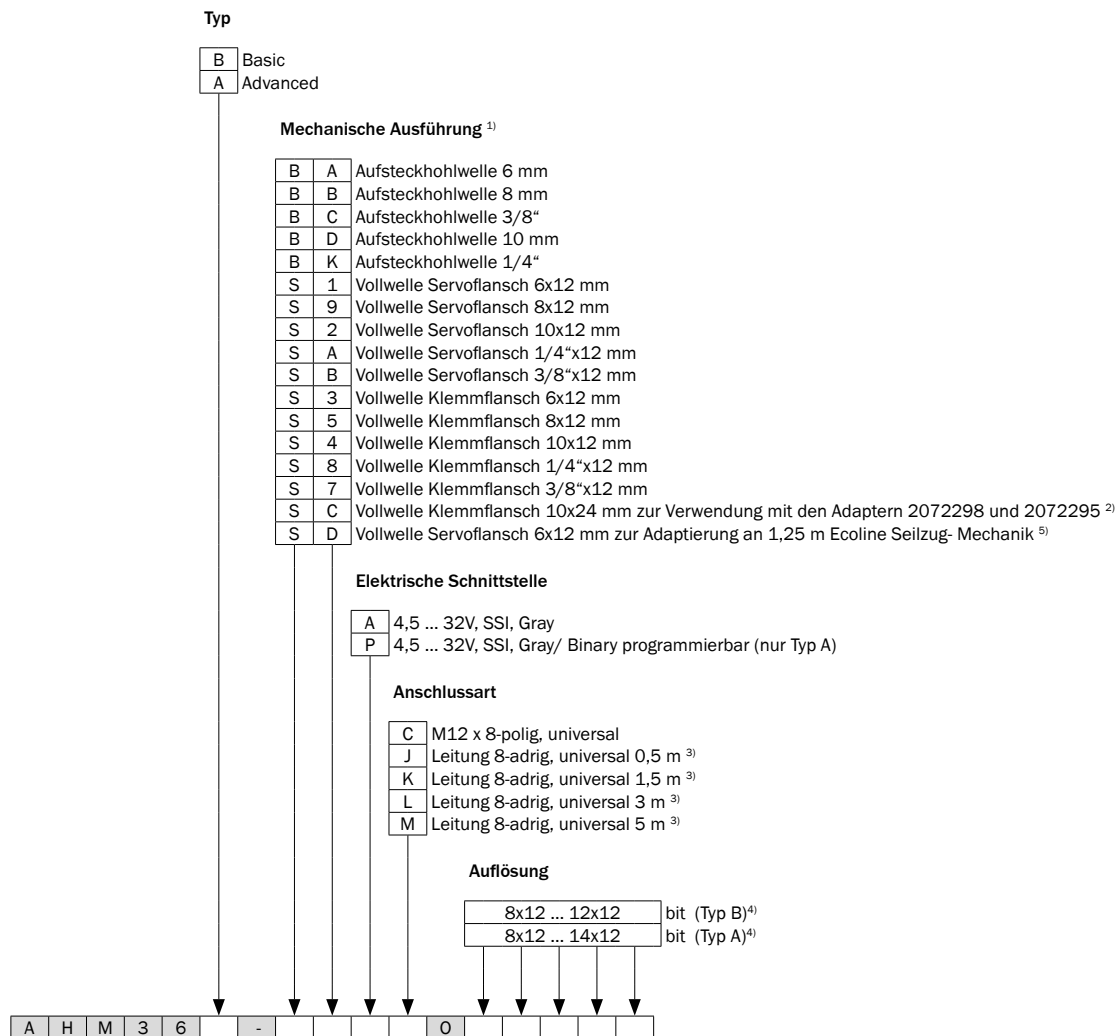 Typ
B Basic
A Advanced
Mechanische Ausführung 1)
B A Aufsteckhohlwelle 6 mm
B B Aufsteckhohlwelle 8 mm
B C Aufsteckhohlwelle 3/8“
B D Aufsteckhohlwelle 10 mm
B K Aufsteckhohlwelle 1/4“
S 1 Vollwelle Servoflansch 6x12 mm
S 9 Vollwelle Servoflansch 8x12 mm
S 2 Vollwelle Servoflansch 10x12 mm
S A Vollwelle Servoflansch 1/4“x12 mm
S B Vollwelle Servoflansch 3/8“x12 mm
S 3 Vollwelle Klemmflansch 6x12 mm
S 5 Vollwelle Klemmflansch 8x12 mm
S 4 Vollwelle Klemmflansch 10x12 mm
S 8 Vollwelle Klemmflansch 1/4“x12 mm
S 7 Vollwelle Klemmflansch 3/8“x12 mm
S C Vollwelle Klemmflansch 10x24 mm zur Verwendung mit den Adaptern 2072298 und 2072295 2)
S D Vollwelle Servoflansch 6x12 mm zur Adaptierung an 1,25 m Ecoline Seilzug- Mechanik 5)
Elektrische Schnittstelle
A 4,5 ... 32V, SSI, Gray
P 4,5 ... 32V, SSI, Gray/ Binary programmierbar (nur Typ A)
Anschlussart
C M12 x 8-polig, universal
J Leitung 8-adrig, universal 0,5 m 3)
K Leitung 8-adrig, universal 1,5 m 3)
L Leitung 8-adrig, universal 3 m 3)
M Leitung 8-adrig, universal 5 m 3)
Auflösung
8x12 ... 12x12 bit (Typ B)4)
8x12 ... 14x12 bit (Typ A)4)
A H M 3 6 - 0